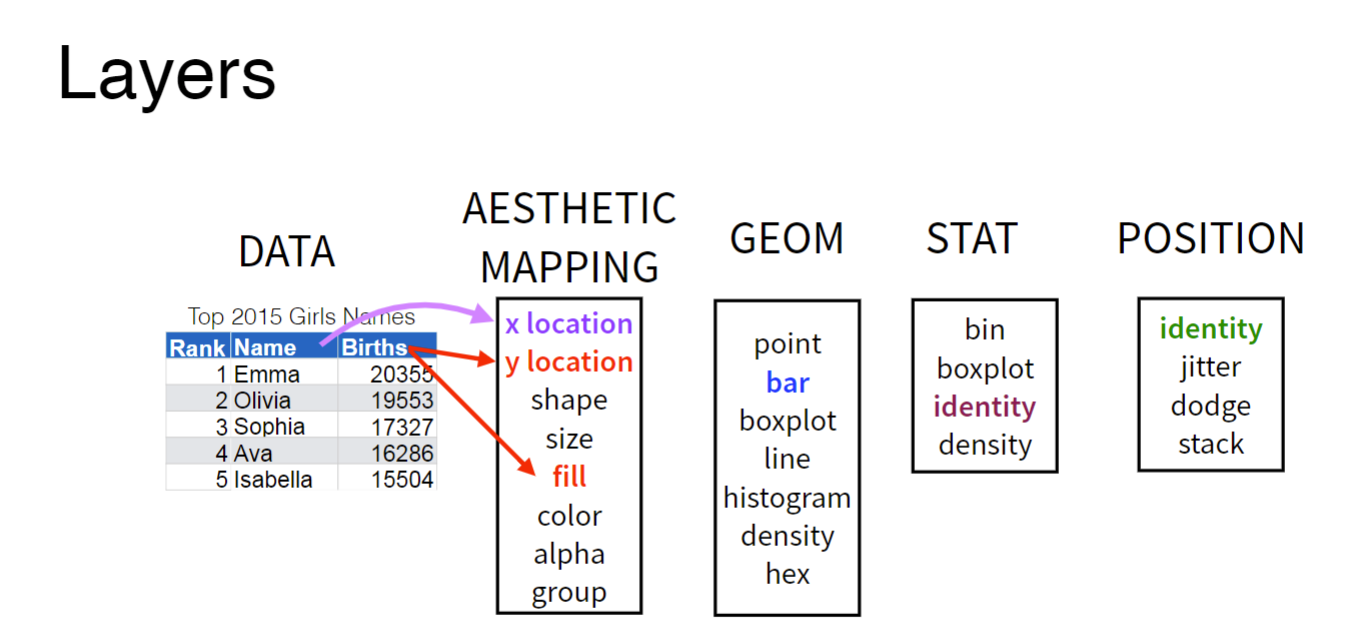 Layers
DATA
Top 2015 Girls Names
Rank Name Births
1 Emma 20355
2 Olivia 19553
3 Sophia 17327
4 Ava 16286
5 Isabella 15504
AESTHETIC
MAPPING
x location
y location
shape
size
fill
color
alpha
group
GEOM
point
bar
boxplot
line
histogram
density
hex
STAT
bin
boxplot
identity
density
POSITION
identity
jitter
dodge
stack